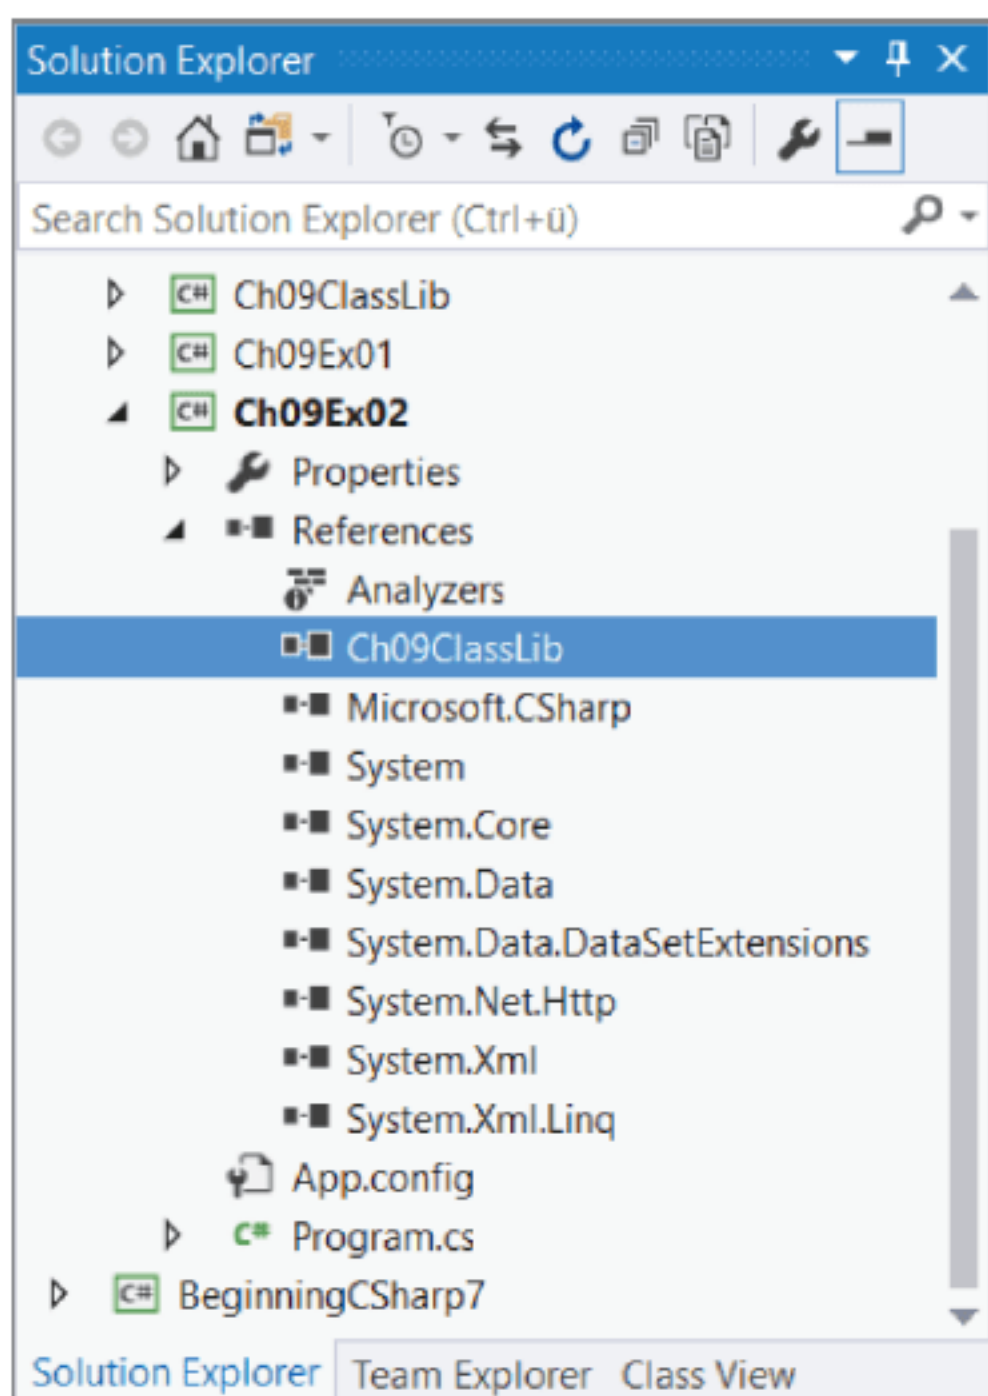 Solution Explorer
Search Solution Explorer (Ctrl+ü)
C# Ch09ClassLib
C# Ch09Ex01
C# Ch09Ex02
Properties
References
Analyzers
Ch09ClassLib
Microsoft.CSharp
System
System.Core
System.Data
System.Data.DataSetExtensions
System.Net.Http
System.Xml
System.Xml.Linq
App.config
C# Program.cs
C# BeginningCSharp7
Solution Explorer Team Explorer Class View